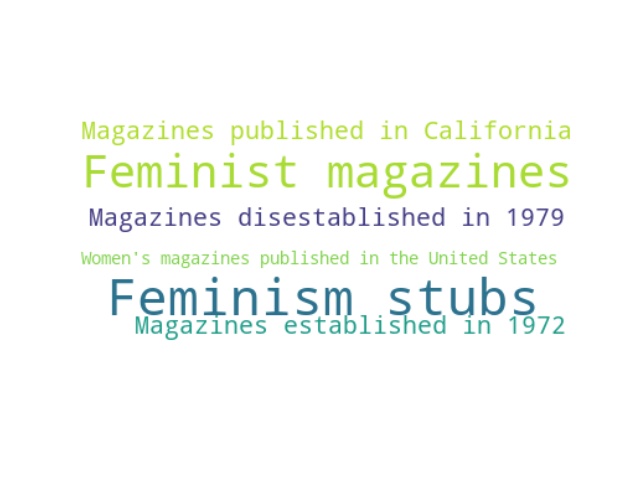 Magazines published in California
Feminist magazines
Magazines disestablished in 1979
Women's magazines published in the United States
Feminism stubs
Magazines established in 1972